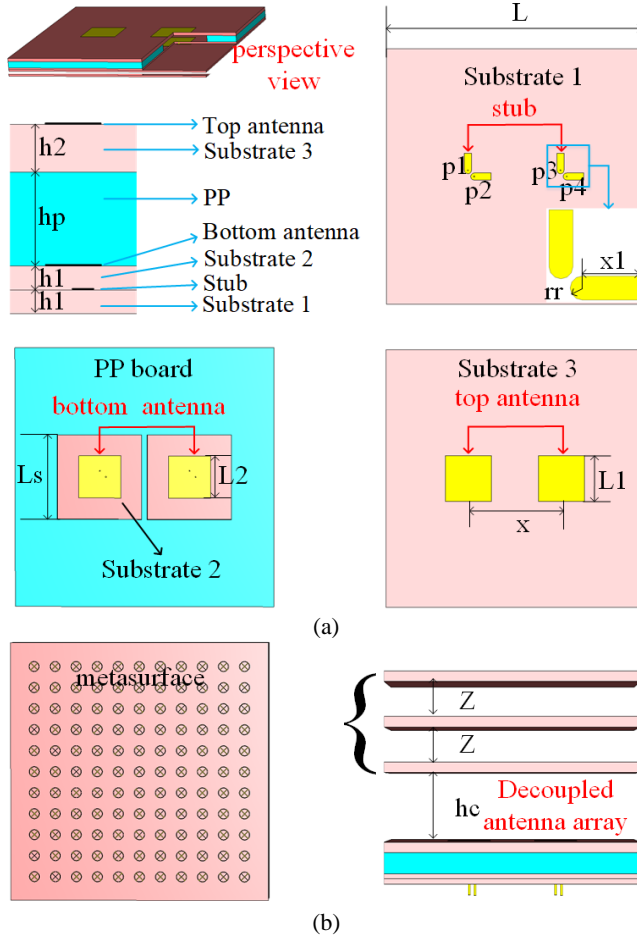 perspective
view
Top antenna
Substrate 3
PP
Bottom antenna
Substrate 2
Stub
Substrate 1
h2
hp
h1
h1
L
Substrate 1
stub
p1
p2
p3
p4
x1
rr
PP board
bottom antenna
Ls
L2
Substrate 2
Substrate 3
top antenna
L1
x
(a)
metasurface
Z
Z
hc
Decoupled
antenna array
(b)